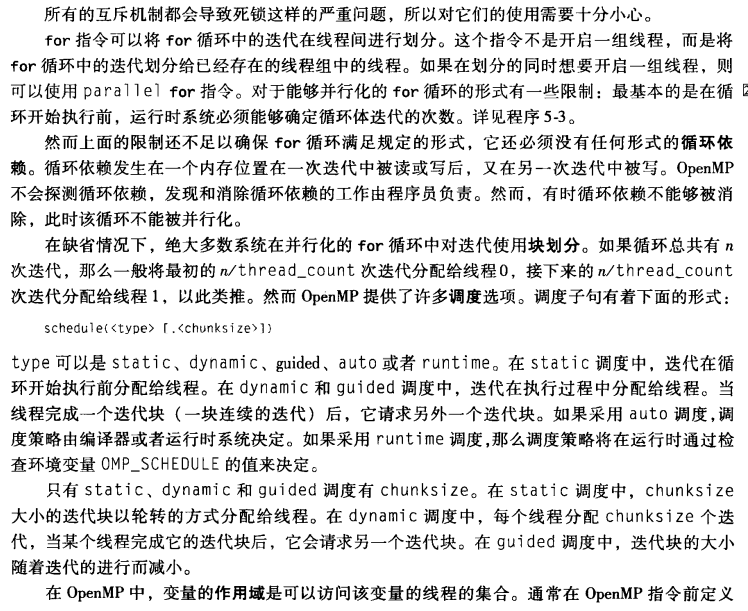 所有的互斥机制都会导致死锁这样的严重问题，所以对它们的使用需要十分小心。
for 指令可以将 for 循环中的迭代在线程间进行划分。这个指令不是开启一组线程，而是将
for 循环中的迭代划分给已经存在的线程组中的线程。如果在划分的同时想要开启一组线程，则
可以使用 parallel for 指令。对于能够并行化的 for 循环的形式有一些限制：最基本的是在循
环开始执行前，运行时系统必须能够确定循环体迭代的次数。详见程序 5-3。
然而上面的限制还不足以确保 for 循环满足规定的形式，它还必须没有任何形式的循环依
赖。循环依赖发生在一个内存位置在一次迭代中被读或写后，又在另一次迭代中被写。OpenMP
不会探测循环依赖，发现和消除循环依赖的工作由程序员负责。然而，有时循环依赖不能够被消
除，此时该循环不能被并行化。
在缺省情况下，绝大多数系统在并行化的 for 循环中对迭代使用块划分。如果循环总共有 n
次迭代，那么一般将最初的 n/thread_count 次迭代分配给线程0，接下来的 n/thread_count
次迭代分配给线程 1，以此类推。然而 OpenMP 提供了许多调度选项。调度子句有着下面的形式：
schedule(<type> [.<chunksize>])
type 可以是 static、dynamic、guided、auto 或者 runtime。在 static 调度中，迭代在循
环开始执行前分配给线程。在 dynamic 和 guided 调度中，迭代在执行过程中分配给线程。当
线程完成一个迭代块（一块连续的迭代）后，它请求另外一个迭代块。如果采用 auto 调度,调
度策略由编译器或者运行时系统决定。如果采用 runtime 调度,那么调度策略将在运行时通过检
查环境变量 OMP_SCHEDULE 的值来决定。
只有 static、dynamic 和 guided 调度有 chunksize。在 static 调度中，chunksize
大小的迭代块以轮转的方式分配给线程。在 dynamic 调度中，每个线程分配 chunksize 个迭
代，当某个线程完成它的迭代块后，它会请求另一个迭代块。在 guided 调度中，迭代块的大小
随着迭代的进行而减小。
在 OpenMP 中，变量的作用域是可以访问该变量的线程的集合。通常在 OpenMP 指令前定义